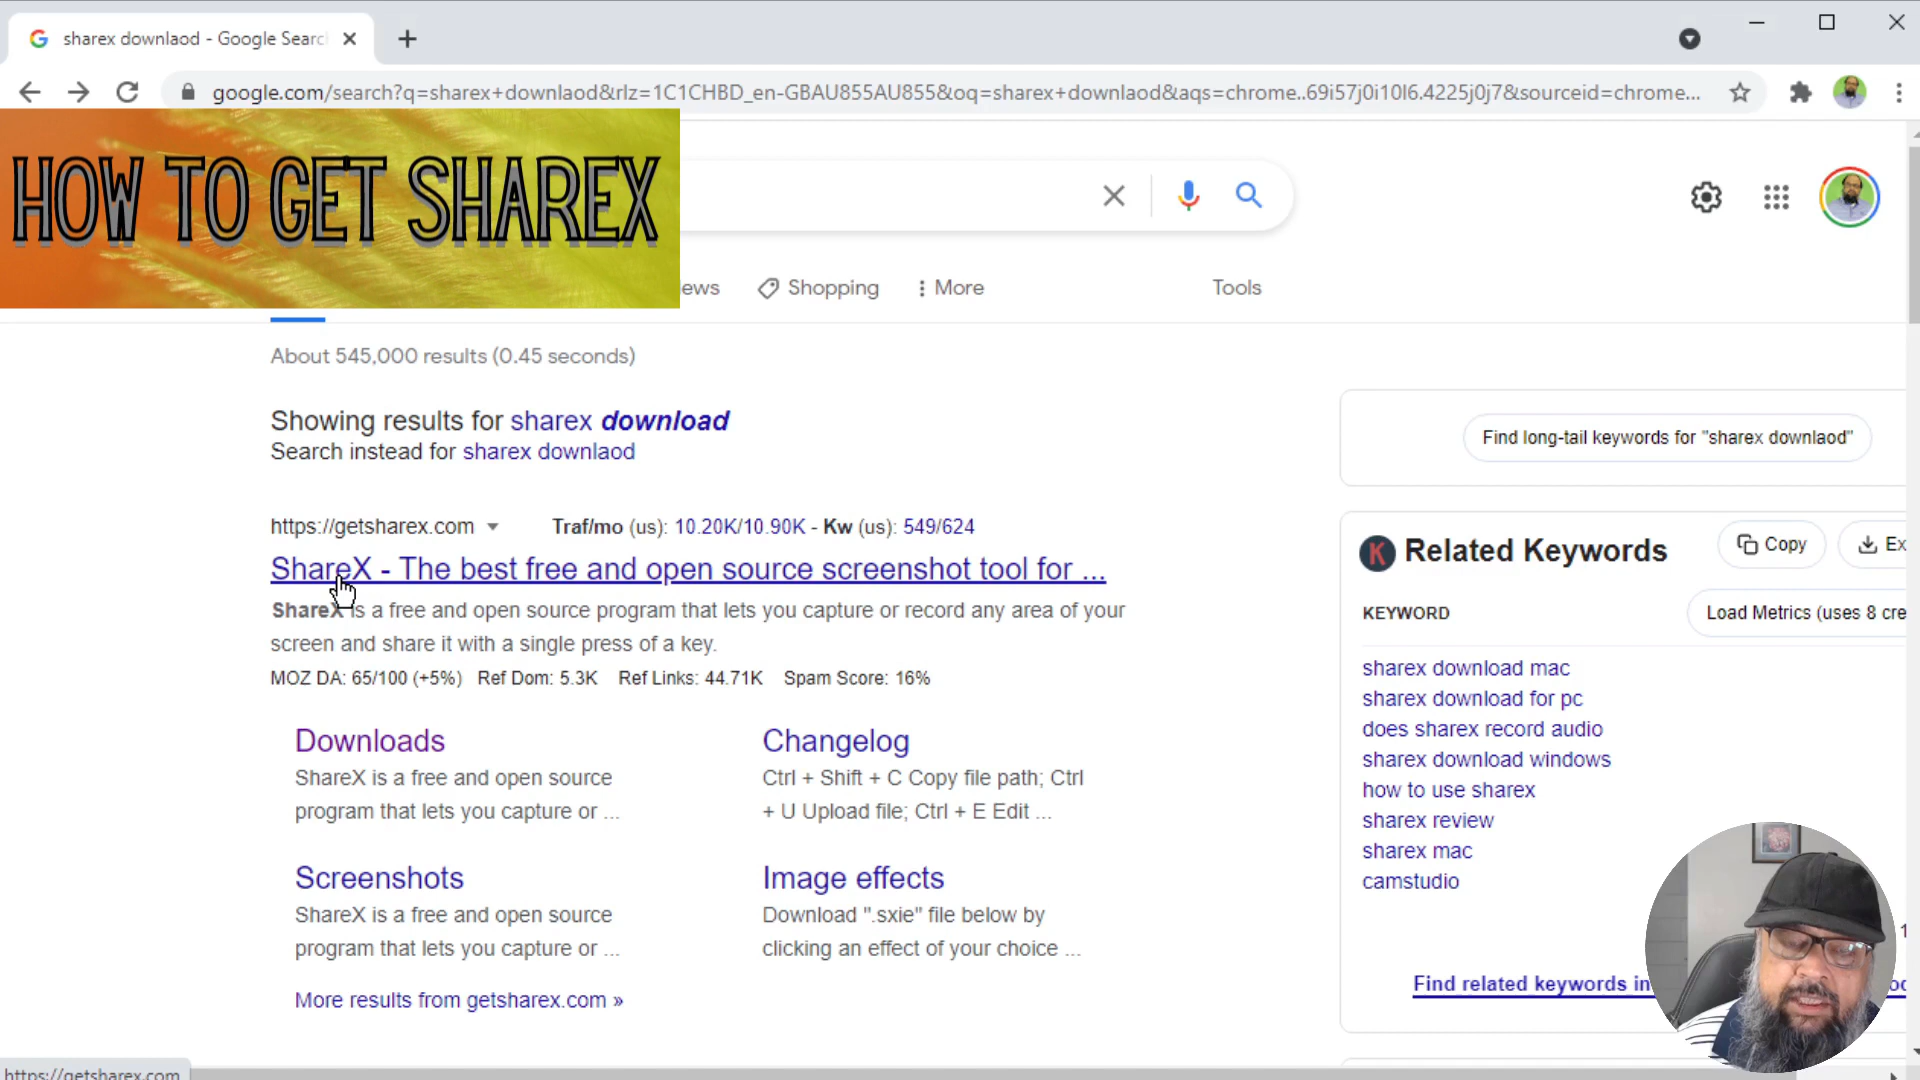 sharex downlaod - Google Searc
google.com/search?q=sharex+downlaod&rlz=1C1CHBD_en-GBAU855AU855&oq=sharex+downlaod&aqs=chrome..69i57j0i10l6.4225j0j7&sourceid=chrome...
HOW TO GET SHAREX
ews
Shopping
More
Tools
About 545,000 results (0.45 seconds)
Showing results for sharex download
Search instead for sharex downlaod
Find long-tail keywords for "sharex downlaod"
https://getsharex.com Traf/mo (us): 10.20K/10.90K - Kw (us): 549/624
ShareX - The best free and open source screenshot tool for ...
ShareX is a free and open source program that lets you capture or record any area of your
screen and share it with a single press of a key.
MOZ DA: 65/100 (+5%) Ref Dom: 5.3K Ref Links: 44.71K Spam Score: 16%
Downloads
ShareX is a free and open source
program that lets you capture or ...
Changelog
Ctrl + Shift + C Copy file path; Ctrl
+ U Upload file; Ctrl + E Edit ...
Screenshots
ShareX is a free and open source
program that lets you capture or ...
Image effects
Download ".sxie" file below by
clicking an effect of your choice ...
More results from getsharex.com »
K Related Keywords
Copy
Ex
KEYWORD
Load Metrics (uses 8 cre
sharex download mac
sharex download for pc
does sharex record audio
sharex download windows
how to use sharex
sharex review
sharex mac
camstudio
Find related keywords in
https://getsharex.com